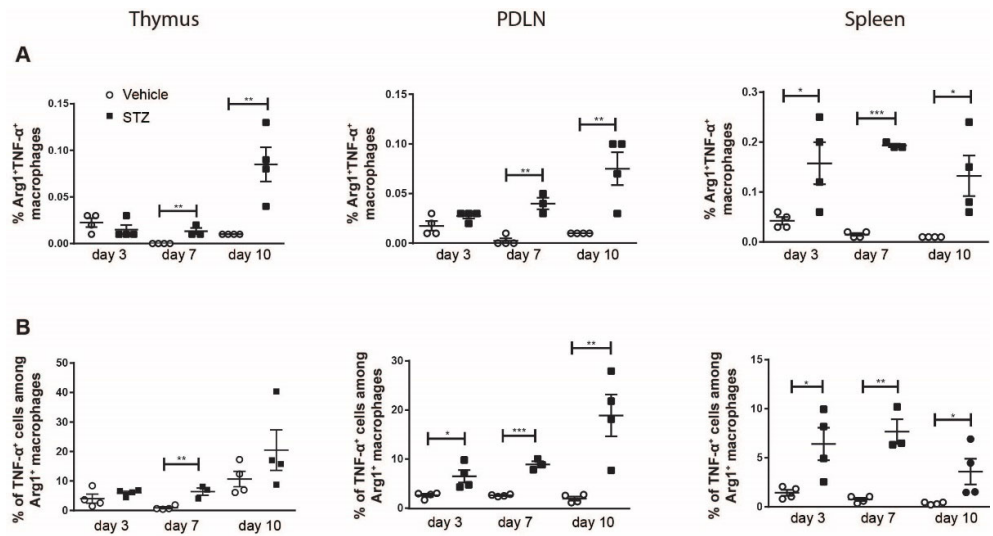 Thymus PDLN Spleen
A
% Arg1⁺TNF-α⁺
macrophages
0.15
0.10
0.05
0.00
○ Vehicle
■ STZ
**
**
day 3 day 7 day 10
% Arg1⁺TNF-α⁺
macrophages
0.15
0.10
0.05
0.00
**
**
day 3 day 7 day 10
% Arg1⁺TNF-α⁺
macrophages
0.3
0.2
0.1
0.0
*
***
*
day 3 day 7 day 10
B
% of TNF-α⁺ cells among
Arg1⁺ macrophages
50
40
30
20
10
0
**
day 3 day 7 day 10
% of TNF-α⁺ cells among
Arg1⁺ macrophages
30
20
10
0
*
***
**
day 3 day 7 day 10
% of TNF-α⁺ cells among
Arg1⁺ macrophages
15
10
5
0
*
**
*
day 3 day 7 day 10